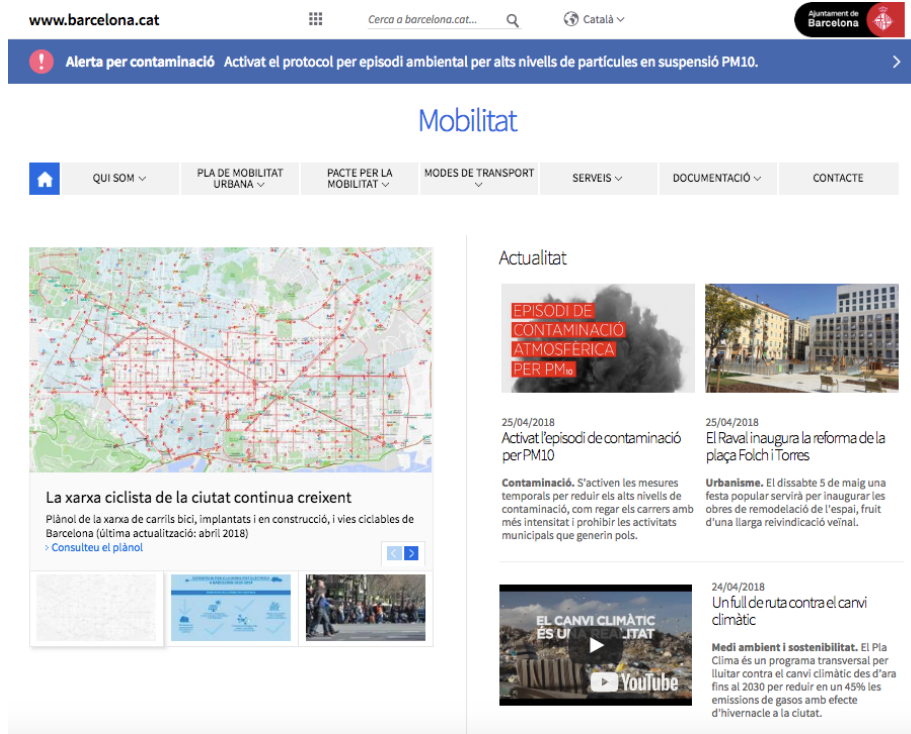 www.barcelona.cat
Cerca a barcelona.cat...
Català
Ajuntament de
Barcelona
Alerta per contaminació Activat el protocol per episodi ambiental per alts nivells de partícules en suspensió PM10.
Mobilitat
QUI SOM
PLA DE MOBILITAT
URBANA
PACTE PER LA
MOBILITAT
MODES DE TRANSPORT
SERVEIS
DOCUMENTACIÓ
CONTACTE
La xarxa ciclista de la ciutat continua creixent
Plànol de la xarxa de carrils bici, implantats i en construcció, i vies ciclables de
Barcelona (última actualització: abril 2018)
Consulteu el plànol
Actualitat
EPISODI DE
CONTAMINACIÓ
ATMOSFÈRICA
PER PM10
25/04/2018
Activat l'episodi de contaminació
per PM10
Contaminació. S'activen les mesures
temporals per reduir els alts nivells de
contaminació, com regar els carrers amb
més intensitat i prohibir les activitats
municipals que generin pols.
25/04/2018
El Raval inaugura la reforma de la
plaça Folch i Torres
Urbanisme. El dissabte 5 de maig una
festa popular servirà per inaugurar les
obres de remodelació de l'espai, fruit
d'una llarga reivindicació veïnal.
EL CANVI CLIMÀTIC
ÉS UNA REALITAT
YouTube
24/04/2018
Un full de ruta contra el canvi
climàtic
Medi ambient i sostenibilitat. El Pla
Clima és un programa transversal per
lluitar contra el canvi climàtic des d'ara
fins al 2030 per reduir en un 45% les
emissions de gasos amb efecte
d'hivernacle a la ciutat.